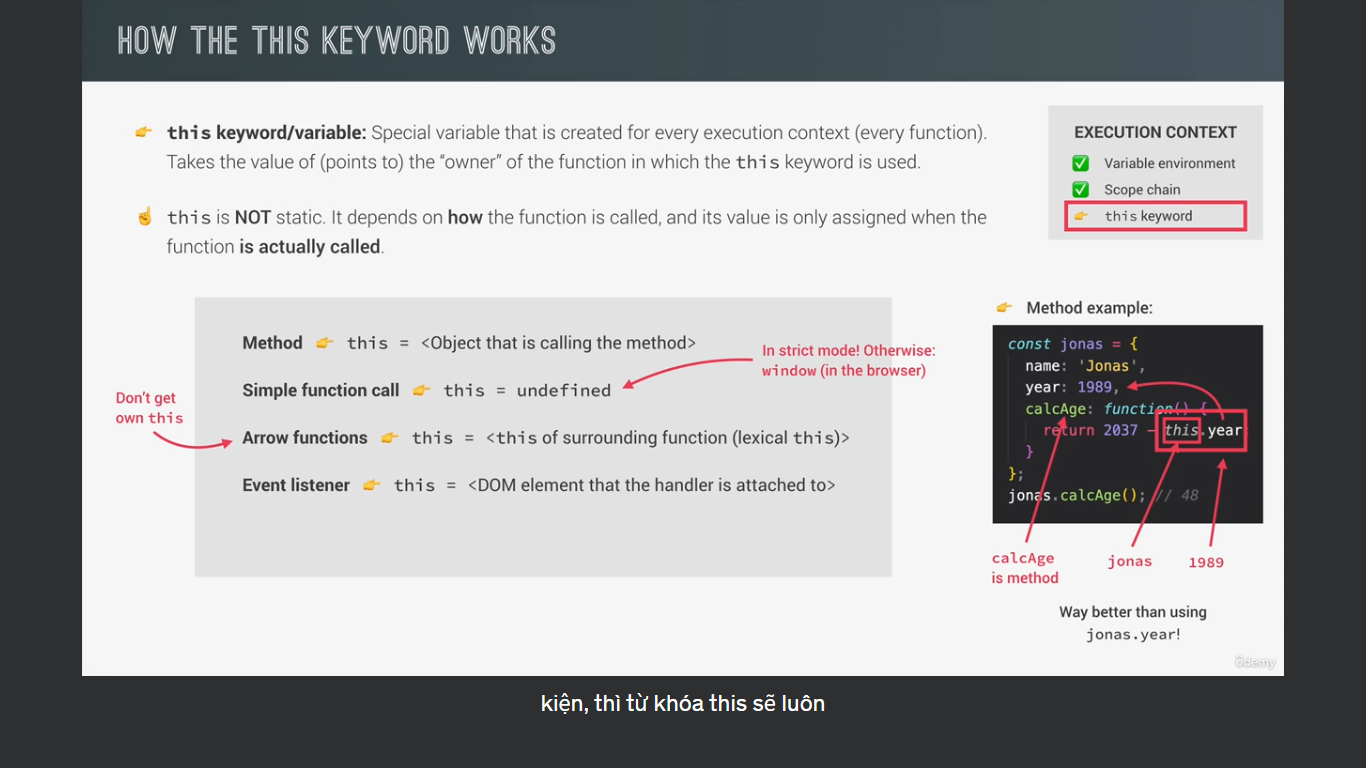 HOW THE THIS KEYWORD WORKS
👉 this keyword/variable: Special variable that is created for every execution context (every function).
Takes the value of (points to) the “owner” of the function in which the this keyword is used.
☝️ this is NOT static. It depends on how the function is called, and its value is only assigned when the
function is actually called.
EXECUTION CONTEXT
✅ Variable environment
✅ Scope chain
👉 this keyword
Method 👉 this = <Object that is calling the method>
Simple function call 👉 this = undefined
In strict mode! Otherwise:
window (in the browser)
Don’t get
own this
Arrow functions 👉 this = <this of surrounding function (lexical this)>
Event listener 👉 this = <DOM element that the handler is attached to>
👉 Method example:
const jonas = {
name: 'Jonas',
year: 1989,
calcAge: function() {
return 2037 - this.year
}
};
jonas.calcAge(); // 48
calcAge
is method
jonas
1989
Way better than using
jonas.year!
ûdemy
kiện, thì từ khóa this sẽ luôn